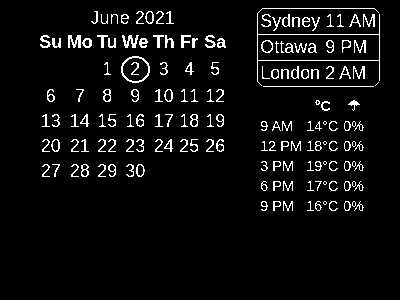 June 2021
Su Mo Tu We Th Fr Sa
1 2 3 4 5
6 7 8 9 10 11 12
13 14 15 16 17 18 19
20 21 22 23 24 25 26
27 28 29 30
Sydney 11 AM
Ottawa 9 PM
London 2 AM
°C ☂
9 AM 14°C 0%
12 PM 18°C 0%
3 PM 19°C 0%
6 PM 17°C 0%
9 PM 16°C 0%